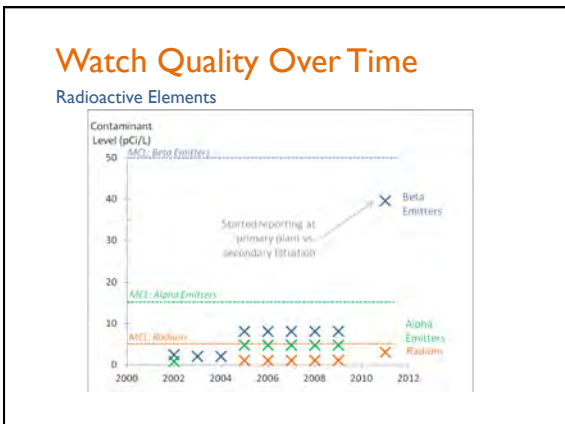 Watch Quality Over Time
Radioactive Elements
Contaminant
Level (pCi/L)
MCL: Beta Emitters
50
40
30
20
10
0
Beta
Emitters
Started reporting at
primary plant vs.
secondary filtration
MCL: Alpha Emitters
MCL: Radium
Alpha
Emitters
Radium
2000 2002 2004 2006 2008 2010 2012